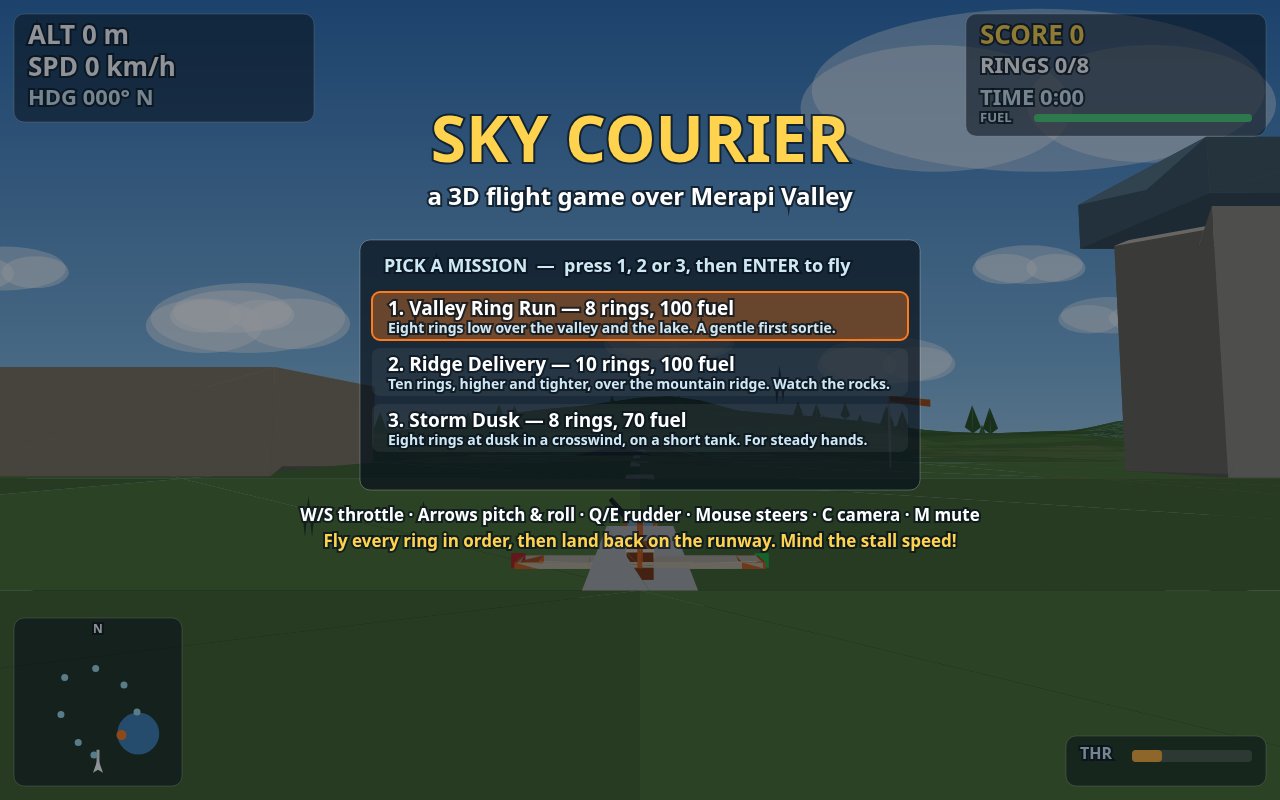 ALT 0 m
SPD 0 km/h
HDG 000° N
SCORE 0
RINGS 0/8
TIME 0:00
FUEL
SKY COURIER
a 3D flight game over Merapi Valley
PICK A MISSION — press 1, 2 or 3, then ENTER to fly
1. Valley Ring Run — 8 rings, 100 fuel
Eight rings low over the valley and the lake. A gentle first sortie.
2. Ridge Delivery — 10 rings, 100 fuel
Ten rings, higher and tighter, over the mountain ridge. Watch the rocks.
3. Storm Dusk — 8 rings, 70 fuel
Eight rings at dusk in a crosswind, on a short tank. For steady hands.
W/S throttle · Arrows pitch & roll · Q/E rudder · Mouse steers · C camera · M mute
Fly every ring in order, then land back on the runway. Mind the stall speed!
N
THR